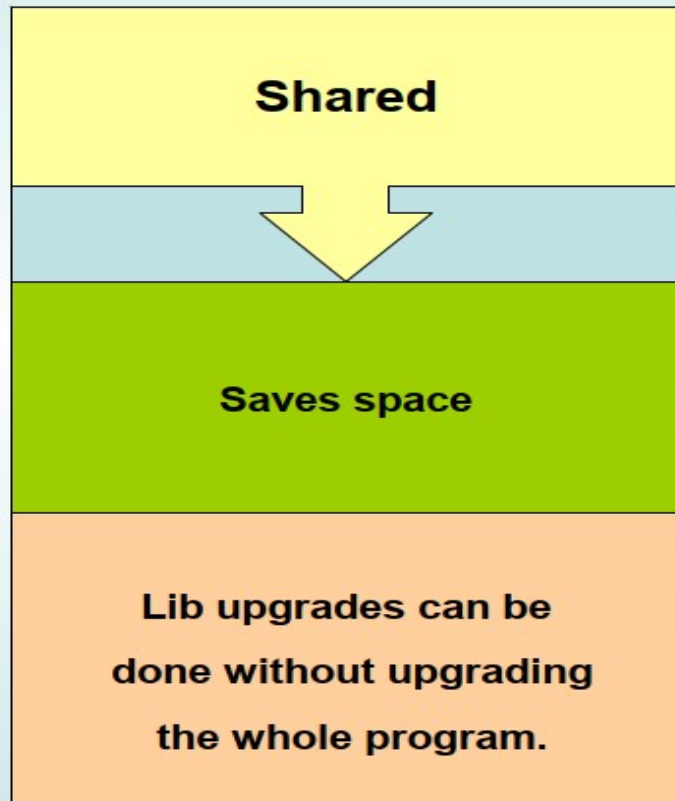 Shared
Saves space
Lib upgrades can be
done without upgrading
the whole program.